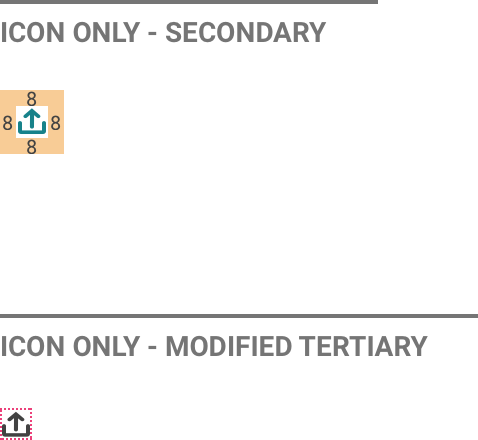 ICON ONLY - SECONDARY
8
8 8
8
ICON ONLY - MODIFIED TERTIARY